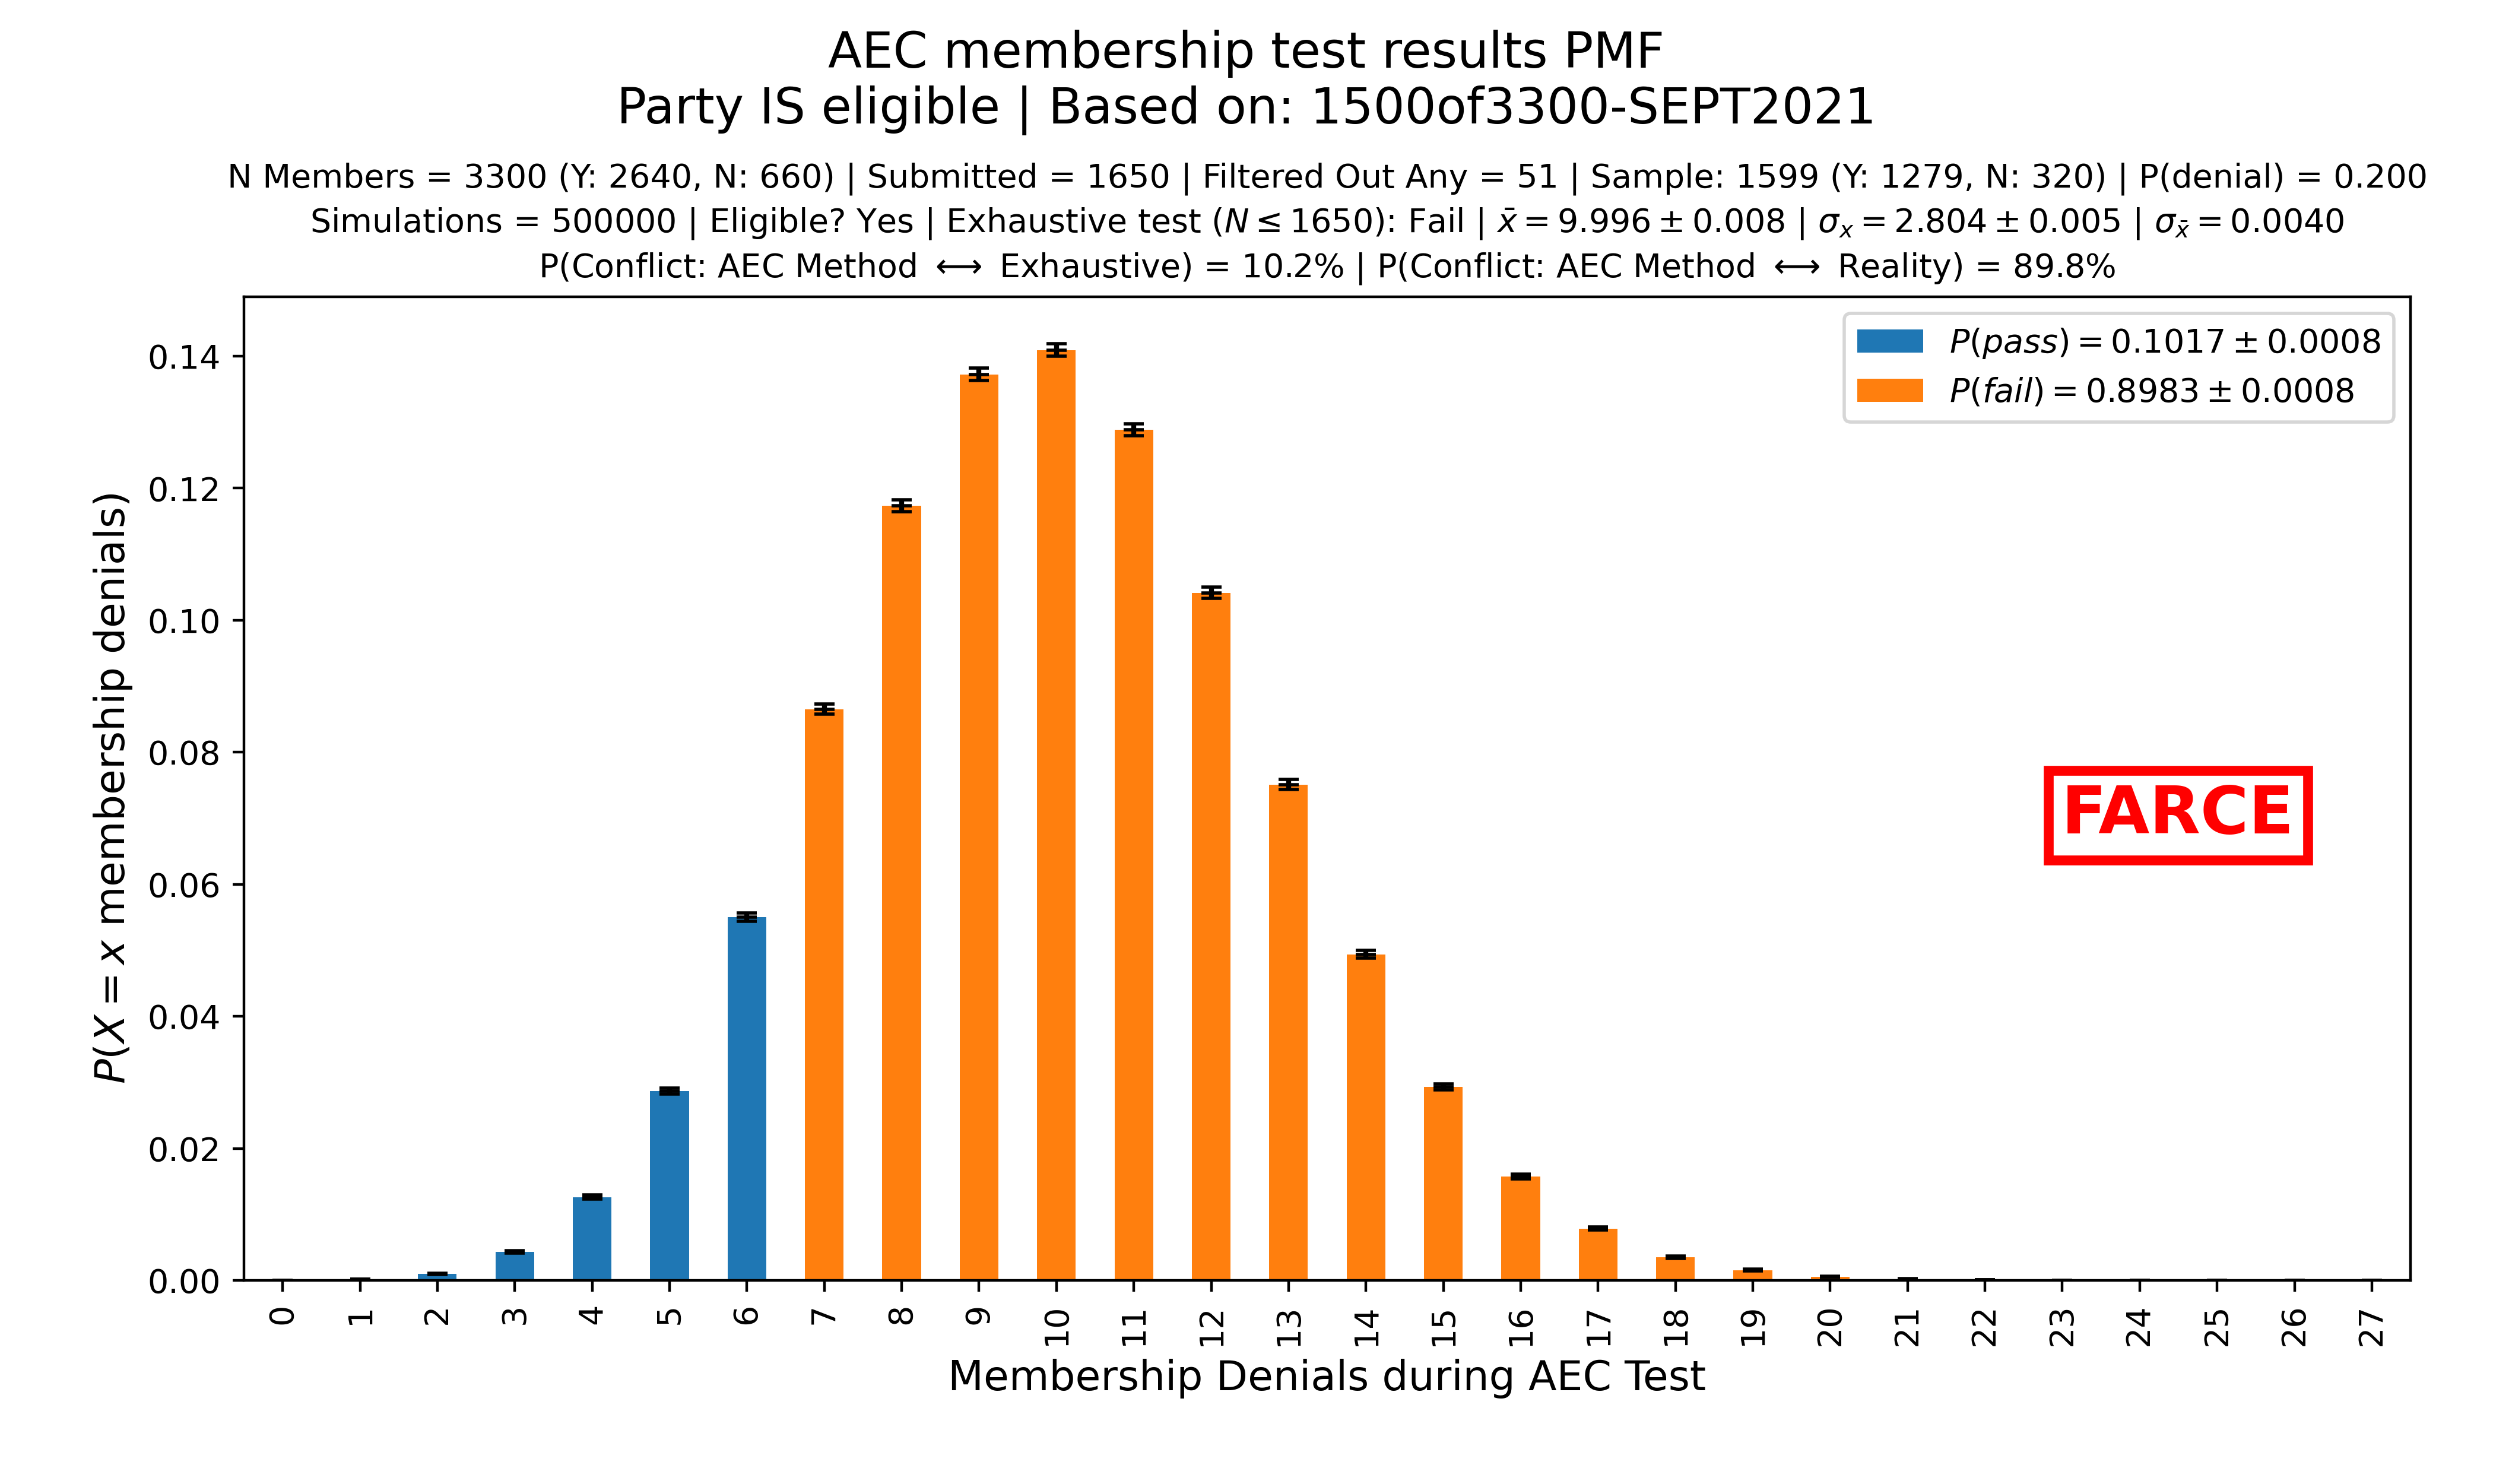 AEC membership test results PMF
Party IS eligible | Based on: 1500of3300-SEPT2021
N Members = 3300 (Y: 2640, N: 660) | Submitted = 1650 | Filtered Out Any = 51 | Sample: 1599 (Y: 1279, N: 320) | P(denial) = 0.200
Simulations = 500000 | Eligible? Yes | Exhaustive test (N ≤ 1650): Fail | x̄ = 9.996 ± 0.008 | σₓ = 2.804 ± 0.005 | σ_x̄ = 0.0040
P(Conflict: AEC Method ⟷ Exhaustive) = 10.2% | P(Conflict: AEC Method ⟷ Reality) = 89.8%
P(pass) = 0.1017 ± 0.0008
P(fail) = 0.8983 ± 0.0008
FARCE
P(X = x membership denials)
0.14
0.12
0.10
0.08
0.06
0.04
0.02
0.00
0 1 2 3 4 5 6 7 8 9 10 11 12 13 14 15 16 17 18 19 20 21 22 23 24 25 26 27
Membership Denials during AEC Test